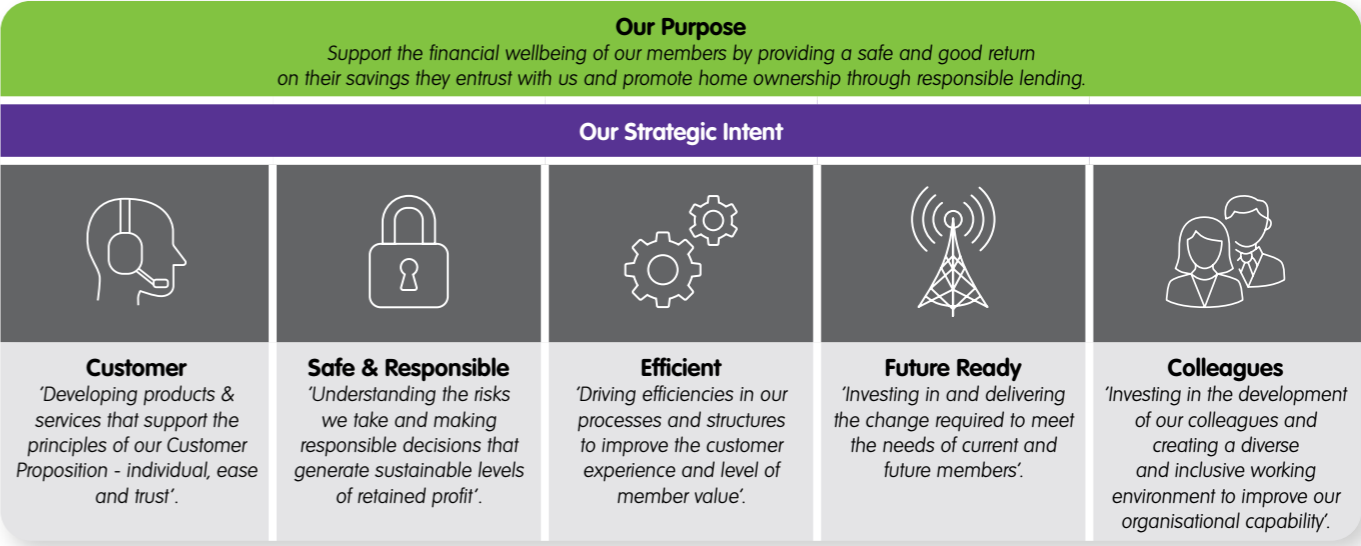 Our Purpose
Support the financial wellbeing of our members by providing a safe and good return
on their savings they entrust with us and promote home ownership through responsible lending.
Our Strategic Intent
Customer
‘Developing products &
services that support the
principles of our Customer
Proposition - individual, ease
and trust’.
Safe & Responsible
‘Understanding the risks
we take and making
responsible decisions that
generate sustainable levels
of retained profit’.
Efficient
‘Driving efficiencies in our
processes and structures
to improve the customer
experience and level of
member value’.
Future Ready
‘Investing in and delivering
the change required to meet
the needs of current and
future members’.
Colleagues
‘Investing in the development
of our colleagues and
creating a diverse
and inclusive working
environment to improve our
organisational capability’.